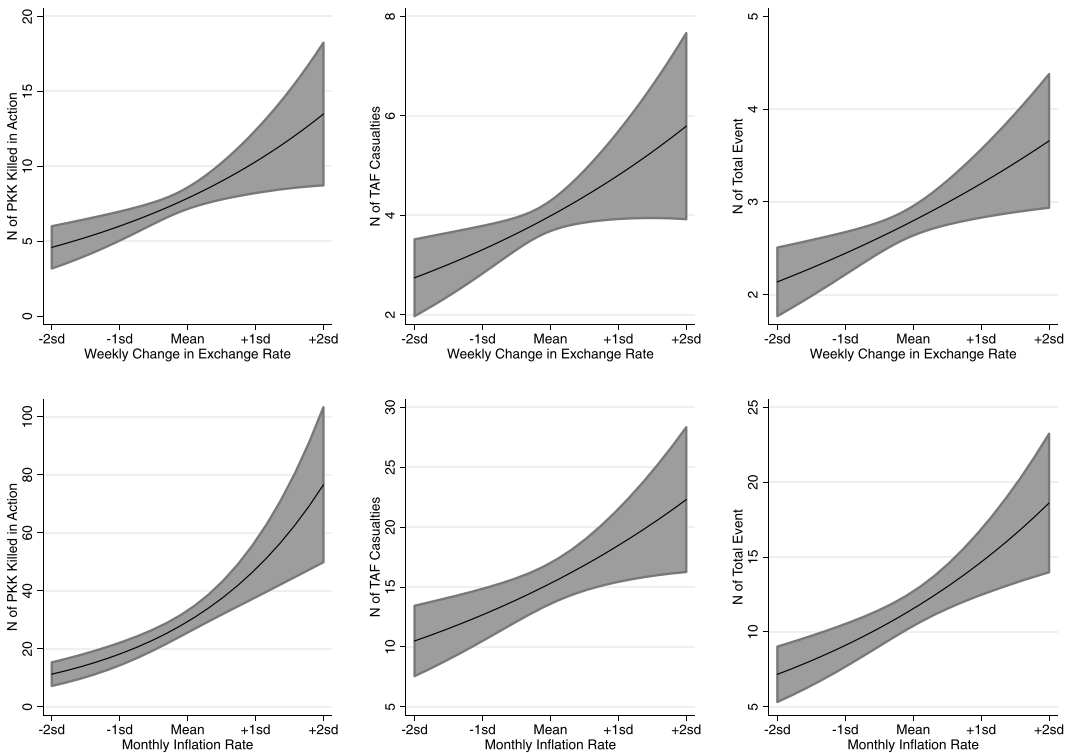 N of PKK Killed in Action
20
15
10
5
0
-2sd -1sd Mean +1sd +2sd
Weekly Change in Exchange Rate
N of TAF Casualties
8
6
4
2
-2sd -1sd Mean +1sd +2sd
Weekly Change in Exchange Rate
N of Total Event
5
4
3
2
-2sd -1sd Mean +1sd +2sd
Weekly Change in Exchange Rate
N of PKK Killed in Action
100
80
60
40
20
0
-2sd -1sd Mean +1sd +2sd
Monthly Inflation Rate
N of TAF Casualties
30
25
20
15
10
5
-2sd -1sd Mean +1sd +2sd
Monthly Inflation Rate
N of Total Event
25
20
15
10
5
-2sd -1sd Mean +1sd +2sd
Monthly Inflation Rate